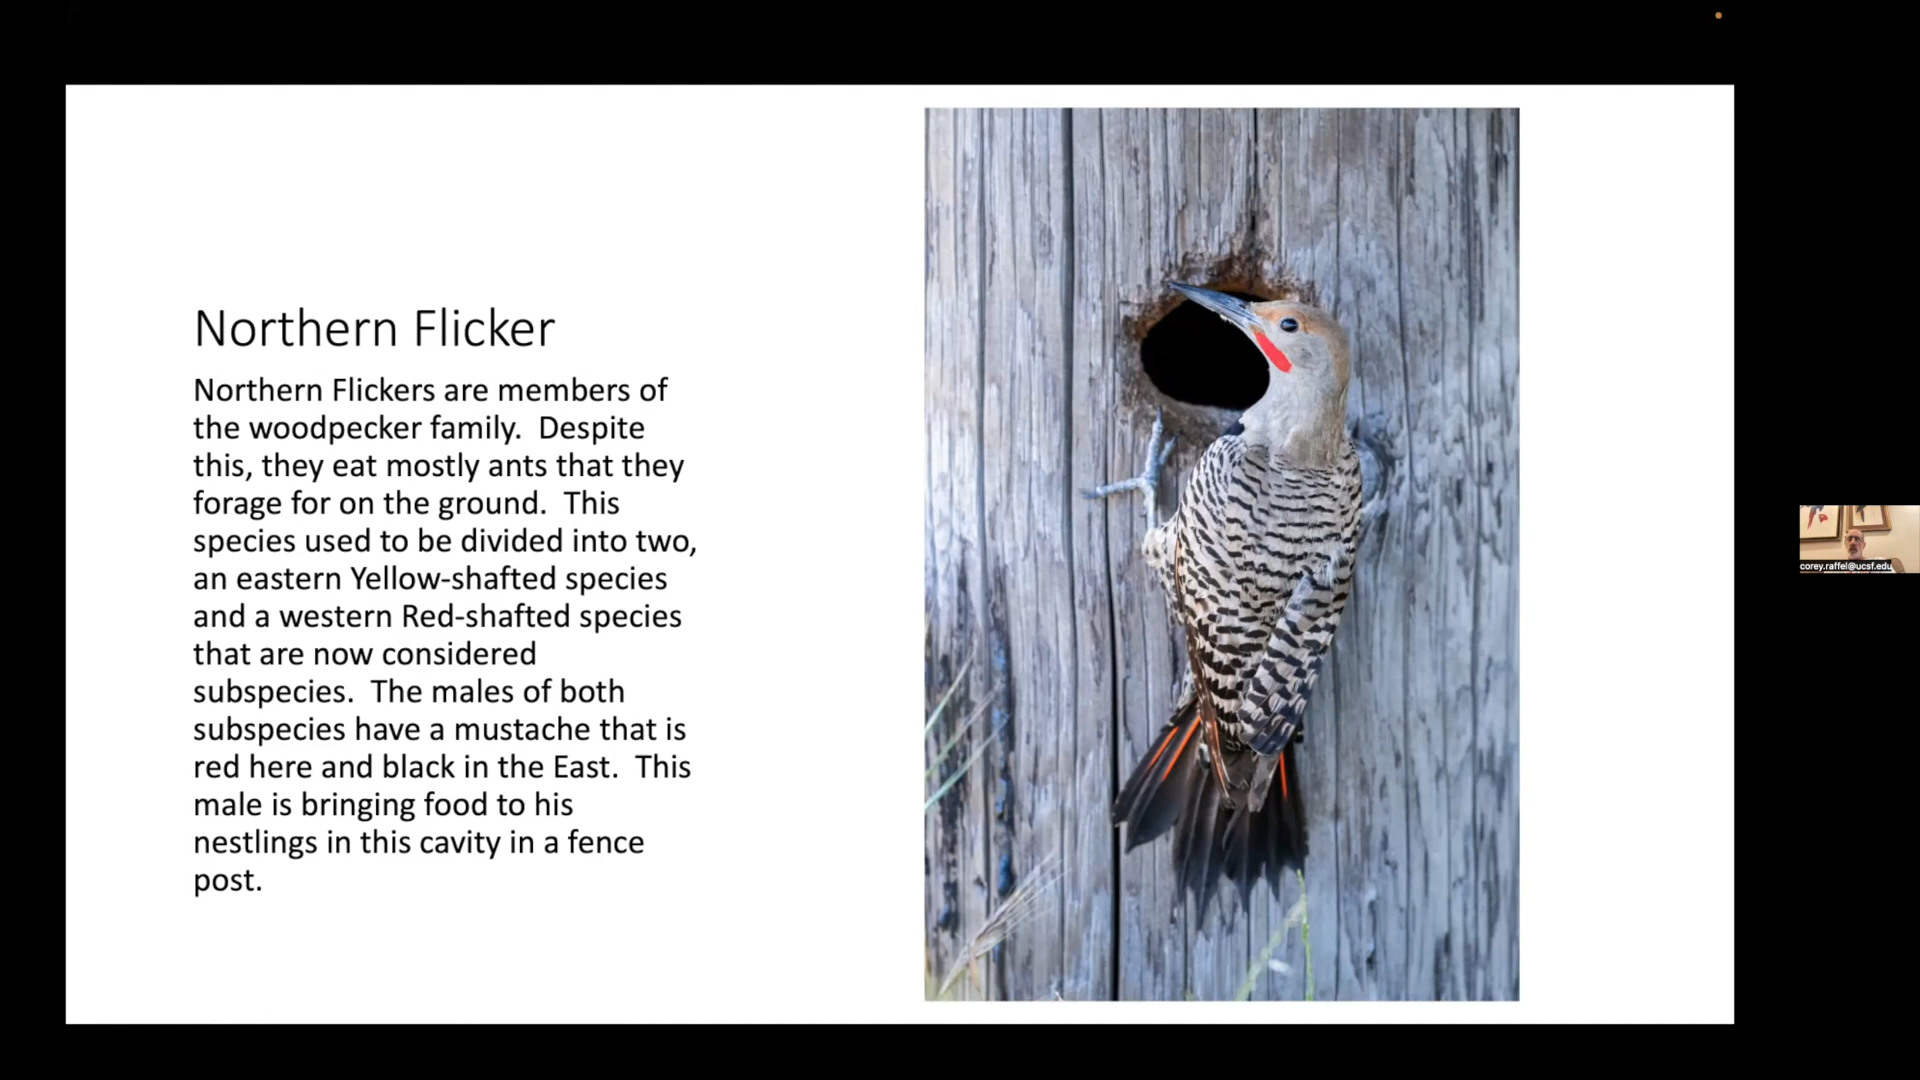 Northern Flicker
Northern Flickers are members of
the woodpecker family.  Despite
this, they eat mostly ants that they
forage for on the ground.  This
species used to be divided into two,
an eastern Yellow-shafted species
and a western Red-shafted species
that are now considered
subspecies.  The males of both
subspecies have a mustache that is
red here and black in the East.  This
male is bringing food to his
nestlings in this cavity in a fence
post.
corey.raffel@ucsf.edu